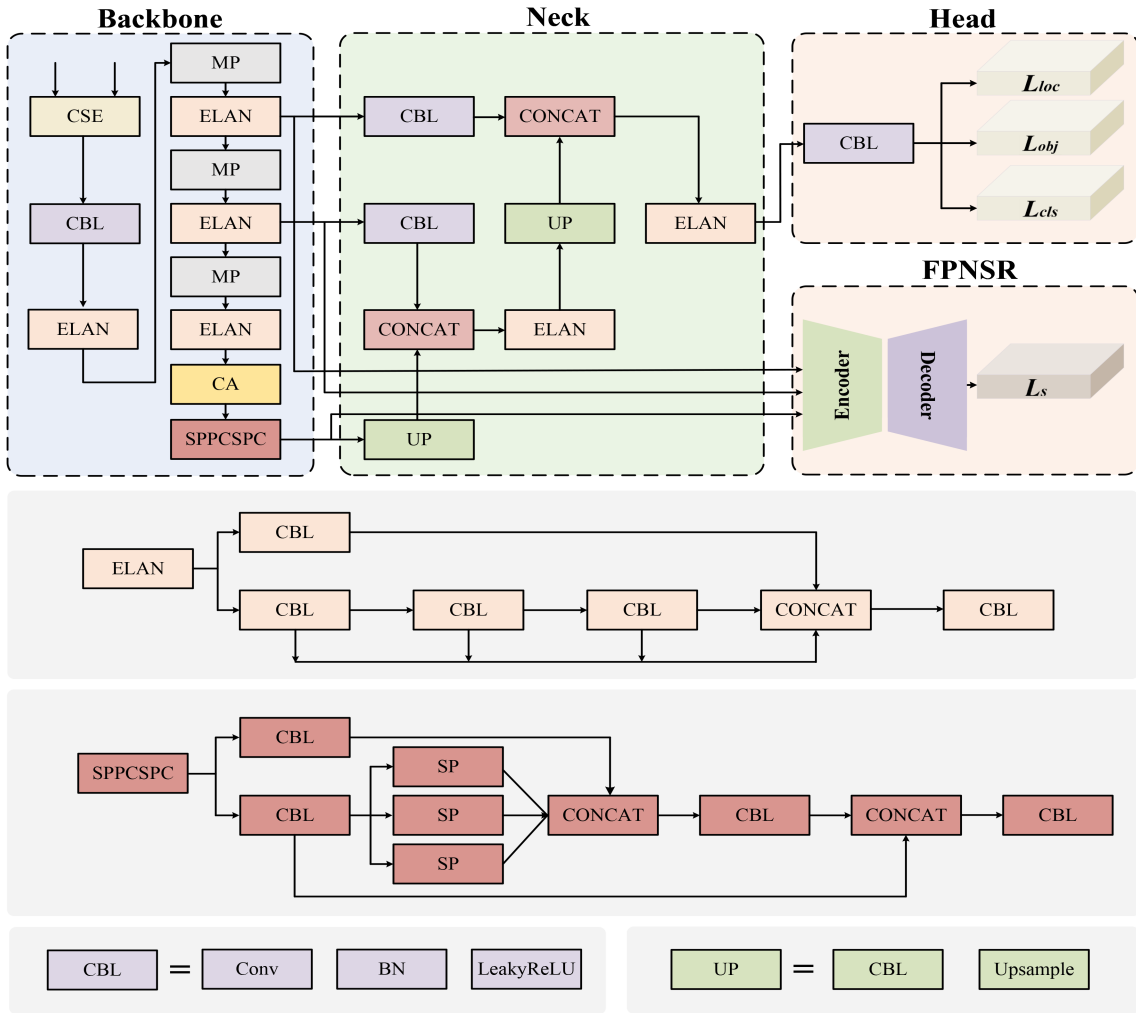 Backbone
Neck
Head
MP
CSE
ELAN
MP
CBL
ELAN
MP
ELAN
ELAN
CA
SPPCSPC
CBL
CONCAT
CBL
UP
ELAN
CONCAT
ELAN
UP
CBL
Lloc
Lobj
Lcls
FPNSR
Encoder
Decoder
Ls
CBL
ELAN
CBL
CBL
CBL
CONCAT
CBL
CBL
SPPCSPC
SP
CBL
SP
CONCAT
CBL
CONCAT
CBL
SP
CBL = Conv BN LeakyReLU
UP = CBL Upsample